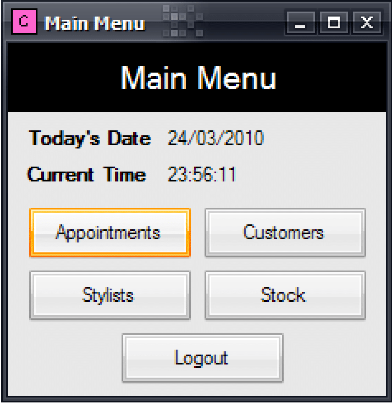 C Main Menu
Main Menu
Today's Date 24/03/2010
Current Time 23:56:11
Appointments Customers
Stylists Stock
Logout